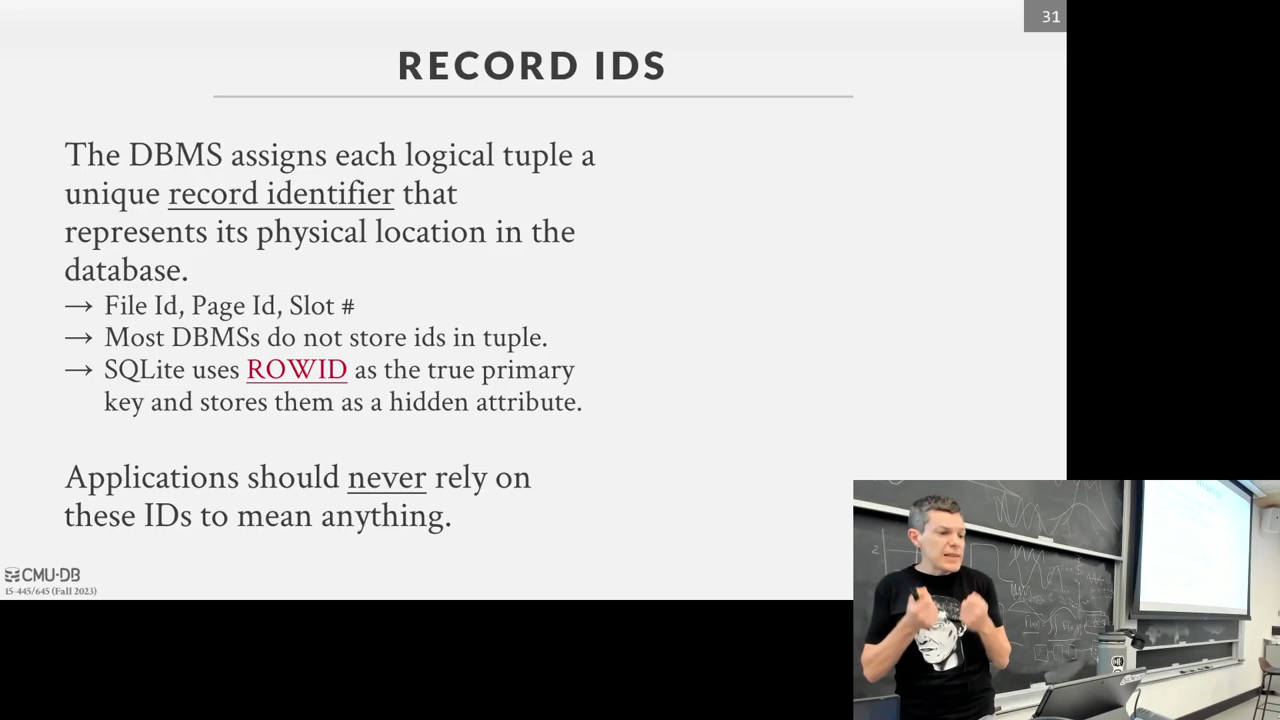 31
RECORD IDS
The DBMS assigns each logical tuple a
unique record identifier that
represents its physical location in the
database.
→ File Id, Page Id, Slot #
→ Most DBMSs do not store ids in tuple.
→ SQLite uses ROWID as the true primary
key and stores them as a hidden attribute.
Applications should never rely on
these IDs to mean anything.
CMU·DB
15-445/645 (Fall 2023)